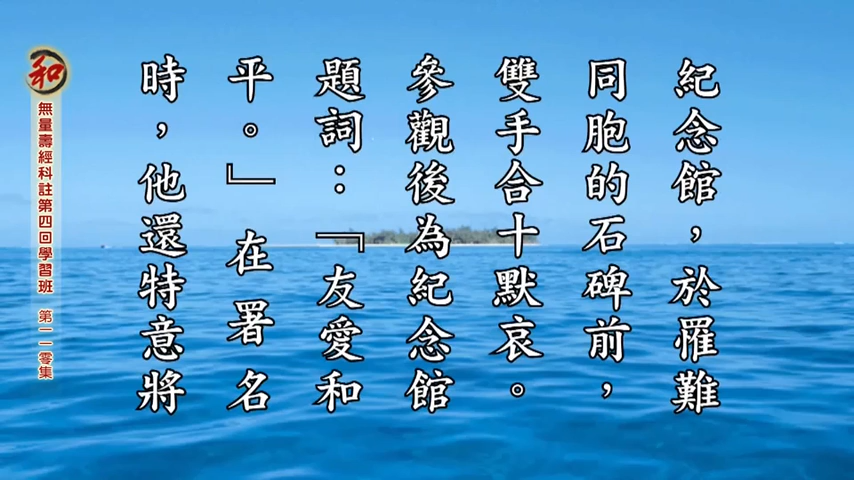 紀念館，於罹難
同胞的石碑前，
雙手合十默哀。
參觀後為紀念館
題詞：『友愛和
平。』在署名
時，他還特意將
和
無量壽經科註第四回學習班 第一一零集